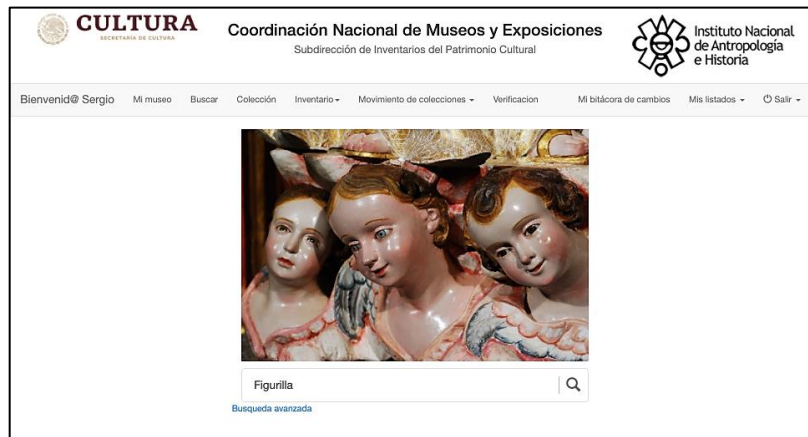 CULTURA
SECRETARÍA DE CULTURA
Coordinación Nacional de Museos y Exposiciones
Subdirección de Inventarios del Patrimonio Cultural
Instituto Nacional
de Antropología
e Historia
Bienvenid@ Sergio Mi museo Buscar Colección Inventario Movimiento de colecciones Verificacion Mi bitácora de cambios Mis listados Salir
Figurilla
Busqueda avanzada